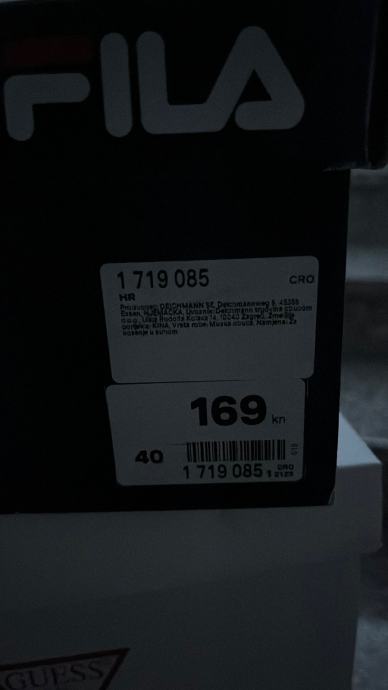 FILA
1 719 085 CRO
HR
Proizvođač: DEICHMANN SE, Deichmannweg 9, 45359
Essen, NJEMAČKA, Uvoznik: Deichmann trgovina obućom
d.o.o., Ulica Rudolfa Kolaka 14, 10040 Zagreb, Zemlja
porijekla: KINA, Vrsta robe: Muška obuća, Namjena: Za
nošenje u suhom
169 kn
40
1 719 085 1 CRO
GUESS